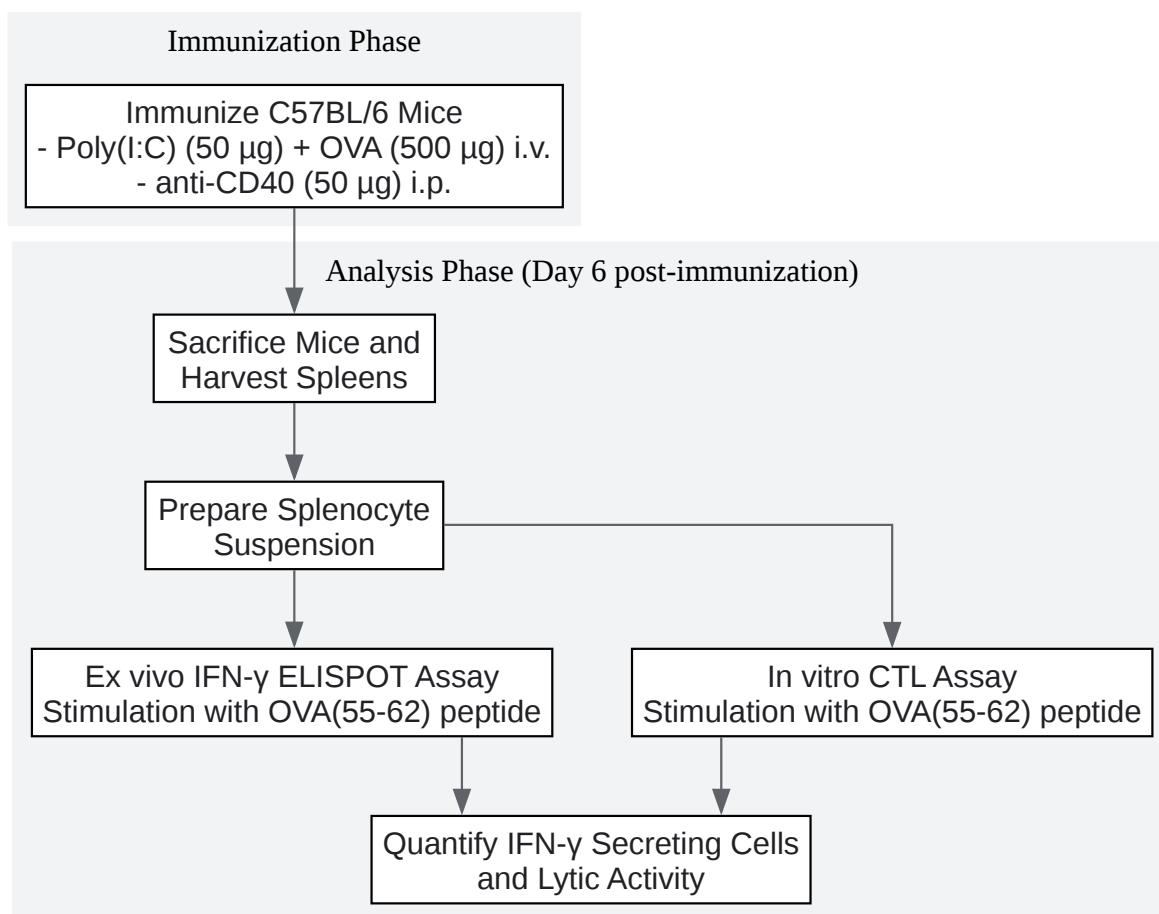 Immunization Phase
Immunize C57BL/6 Mice
- Poly(I:C) (50 µg) + OVA (500 µg) i.v.
- anti-CD40 (50 µg) i.p.
Analysis Phase (Day 6 post-immunization)
Sacrifice Mice and
Harvest Spleens
Prepare Splenocyte
Suspension
Ex vivo IFN-γ ELISPOT Assay
Stimulation with OVA(55-62) peptide
In vitro CTL Assay
Stimulation with OVA(55-62) peptide
Quantify IFN-γ Secreting Cells
and Lytic Activity